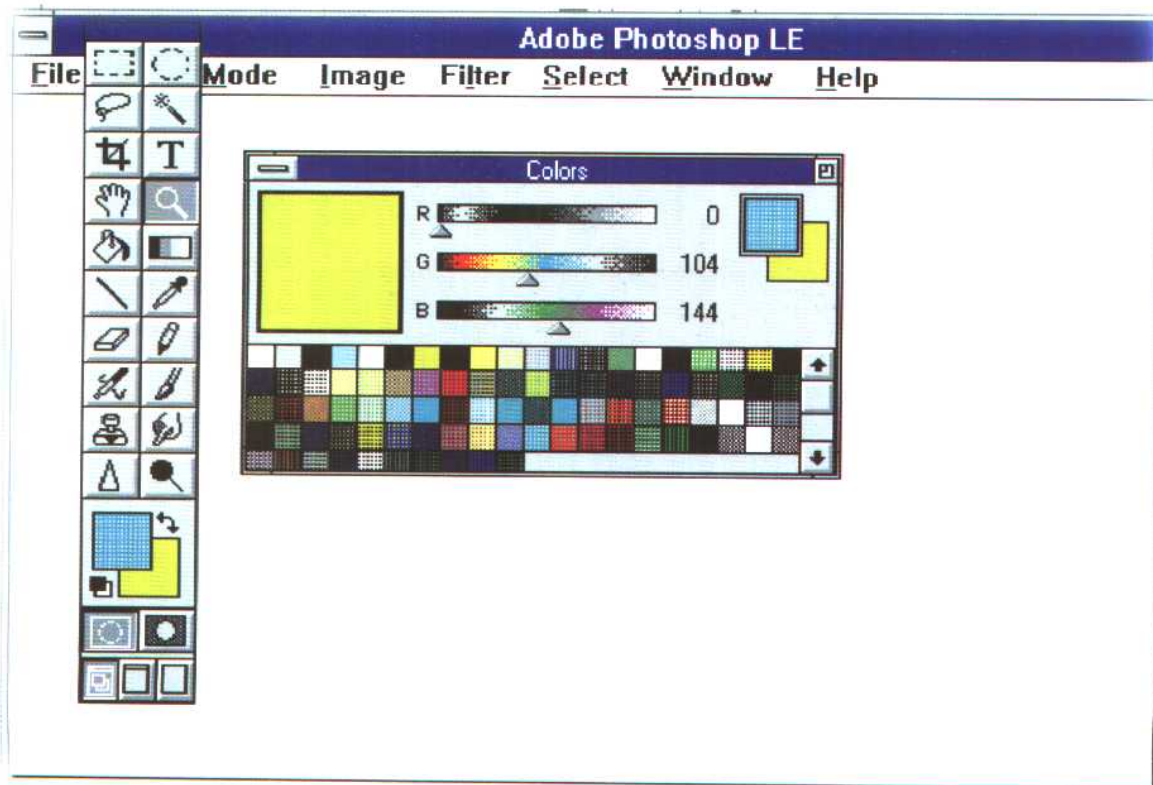 Adobe Photoshop LE
File Mode Image Filter Select Window Help
T
Colors
R 0
G 104
B 144